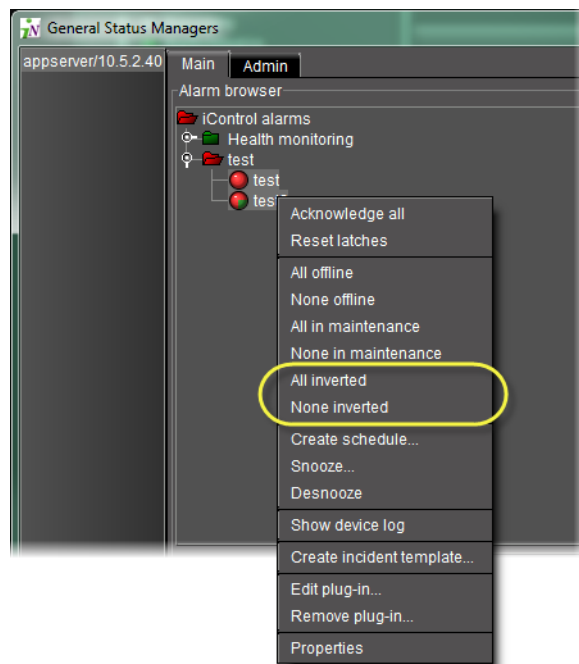 iN General Status Managers
appserver/10.5.2.40
Main
Admin
Alarm browser
iControl alarms
Health monitoring
test
test
Acknowledge all
Reset latches
All offline
None offline
All in maintenance
None in maintenance
All inverted
None inverted
Create schedule...
Snooze...
Desnooze
Show device log
Create incident template...
Edit plug-in...
Remove plug-in...
Properties